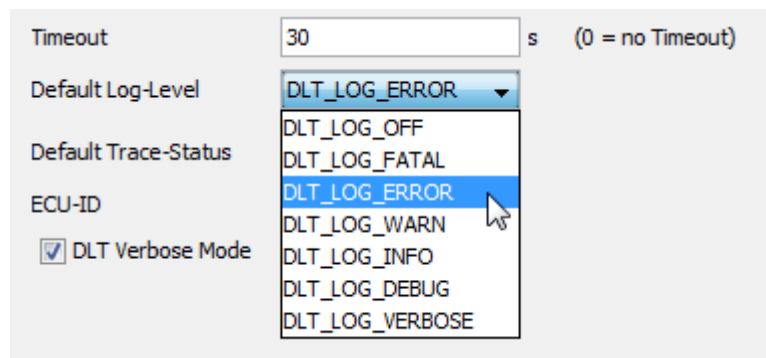 Timeout 30 s (0 = no Timeout)
Default Log-Level DLT_LOG_ERROR
DLT_LOG_OFF
Default Trace-Status DLT_LOG_FATAL
DLT_LOG_ERROR
ECU-ID DLT_LOG_WARN
DLT Verbose Mode DLT_LOG_INFO
DLT_LOG_DEBUG
DLT_LOG_VERBOSE